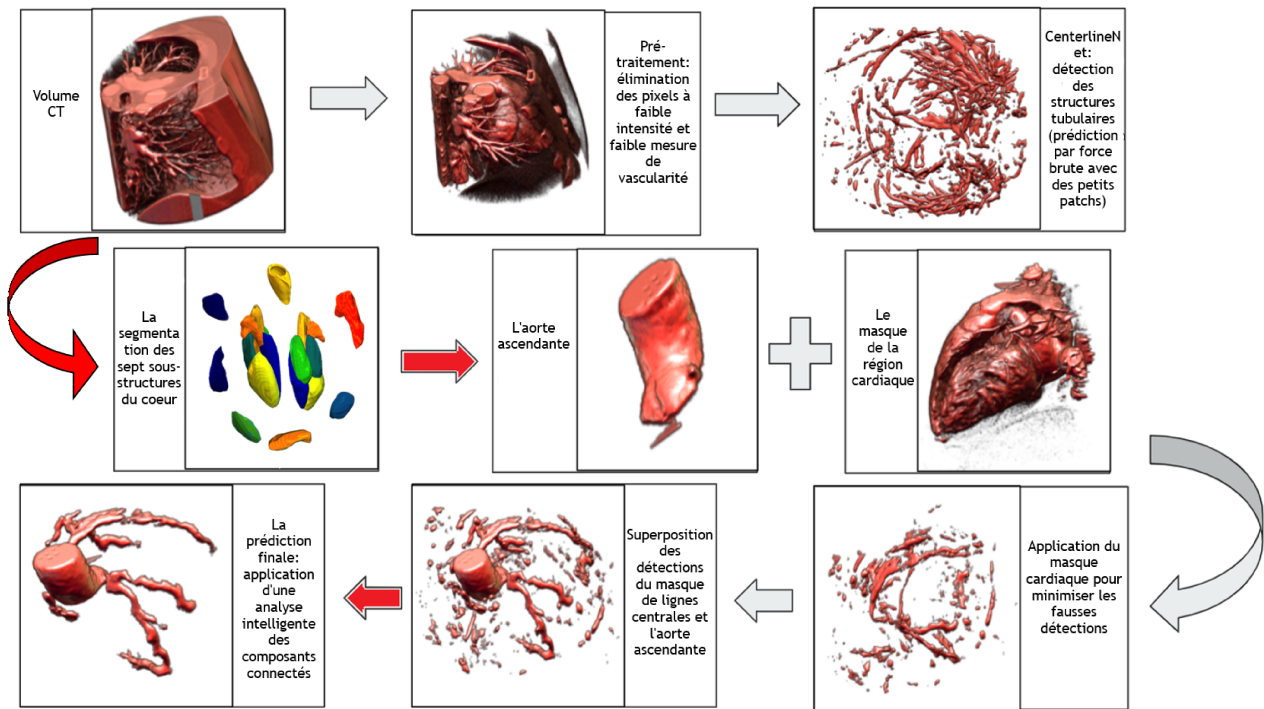 Volume
CT
Pré-
traitement:
élimination
des pixels à
faible
intensité et
faible mesure
de
vascularité
CenterlineN
et:
détection
des
structures
tubulaires
(prédiction
par force
brute avec
des petits
patchs)
La
segmenta
tion des
sept sous-
structures
du coeur
L'aorte
ascendante
Le
masque
de la
région
cardiaque
La
prédiction
finale:
application
d'une
analyse
intelligente
des
composants
connectés
Superposition
des
détections
du masque
de lignes
centrales et
l'aorte
ascendante
Application du
masque
cardiaque pour
minimiser les
fausses
détections